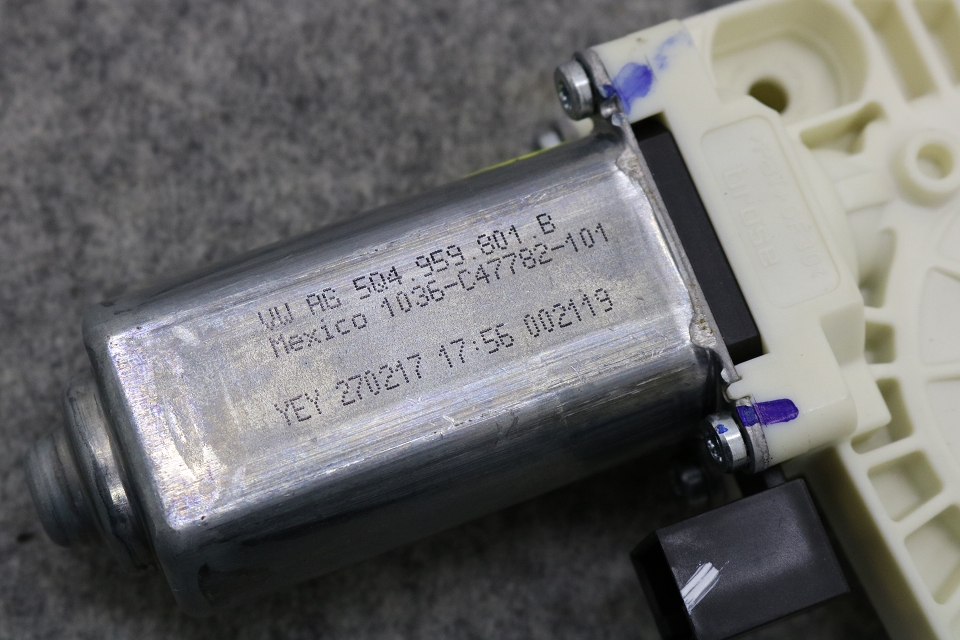 VW AG 5Q4 959 801 B
Mexico 1036-C47782-101
YEY 270217 17:56 002119